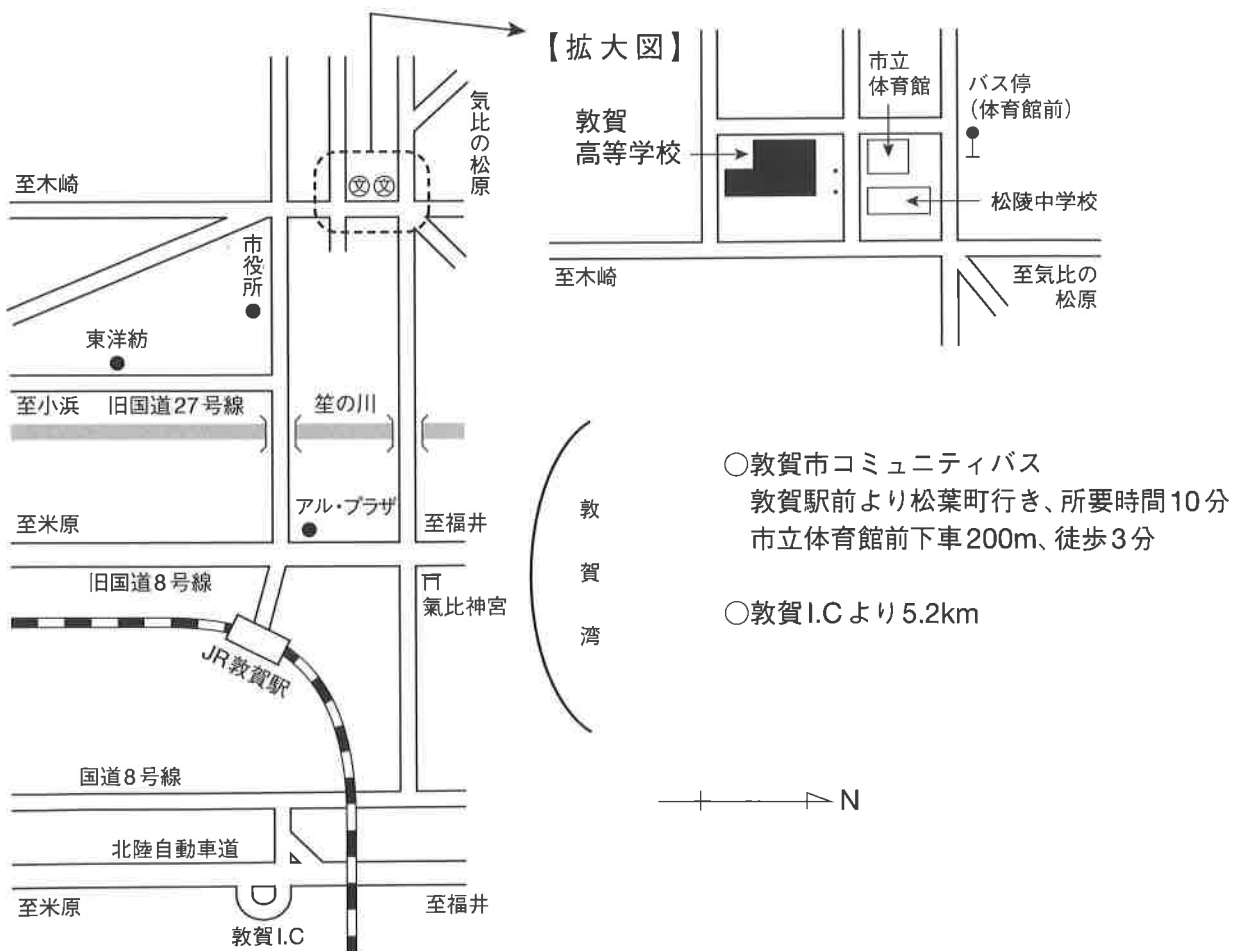 【拡大図】
市立
体育館
バス停
(体育館前)
敦賀
高等学校
松陵中学校
至木崎
至気比の
松原
気比の松原
至木崎
文 文
市役所
東洋紡
至小浜 旧国道27号線
笙の川
アル・プラザ
至米原
至福井
旧国道8号線
氣比神宮
JR敦賀駅
敦賀湾
国道8号線
北陸自動車道
至米原
至福井
敦賀I.C
○敦賀市コミュニティバス
敦賀駅前より松葉町行き、所要時間10分
市立体育館前下車200m、徒歩3分
○敦賀I.Cより5.2km
N